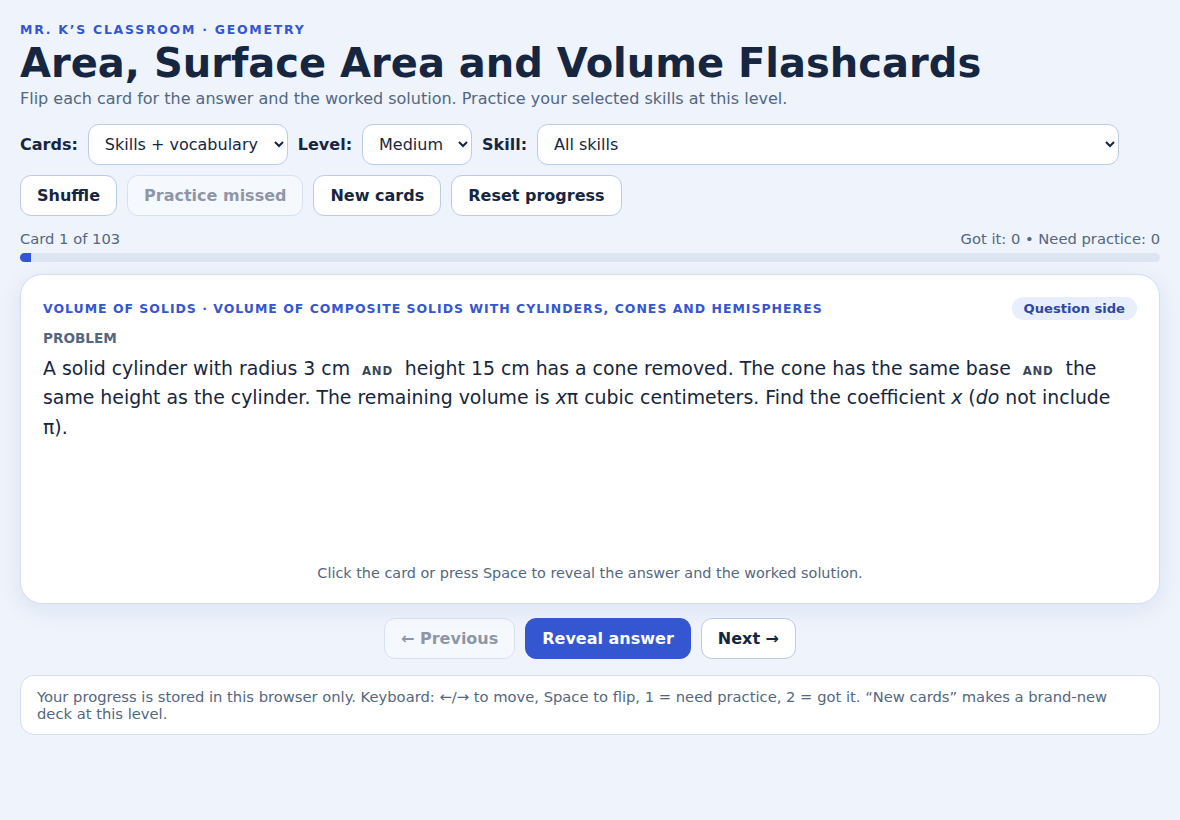 MR. K’S CLASSROOM · GEOMETRY
Area, Surface Area and Volume Flashcards
Flip each card for the answer and the worked solution. Practice your selected skills at this level.
Cards: Skills + vocabulary Level: Medium Skill: All skills
Shuffle Practice missed New cards Reset progress
Card 1 of 103 Got it: 0 • Need practice: 0
VOLUME OF SOLIDS · VOLUME OF COMPOSITE SOLIDS WITH CYLINDERS, CONES AND HEMISPHERES Question side
PROBLEM
A solid cylinder with radius 3 cm AND height 15 cm has a cone removed. The cone has the same base AND the
same height as the cylinder. The remaining volume is xπ cubic centimeters. Find the coefficient x (do not include
π).
Click the card or press Space to reveal the answer and the worked solution.
← Previous Reveal answer Next →
Your progress is stored in this browser only. Keyboard: ←/→ to move, Space to flip, 1 = need practice, 2 = got it. “New cards” makes a brand-new
deck at this level.